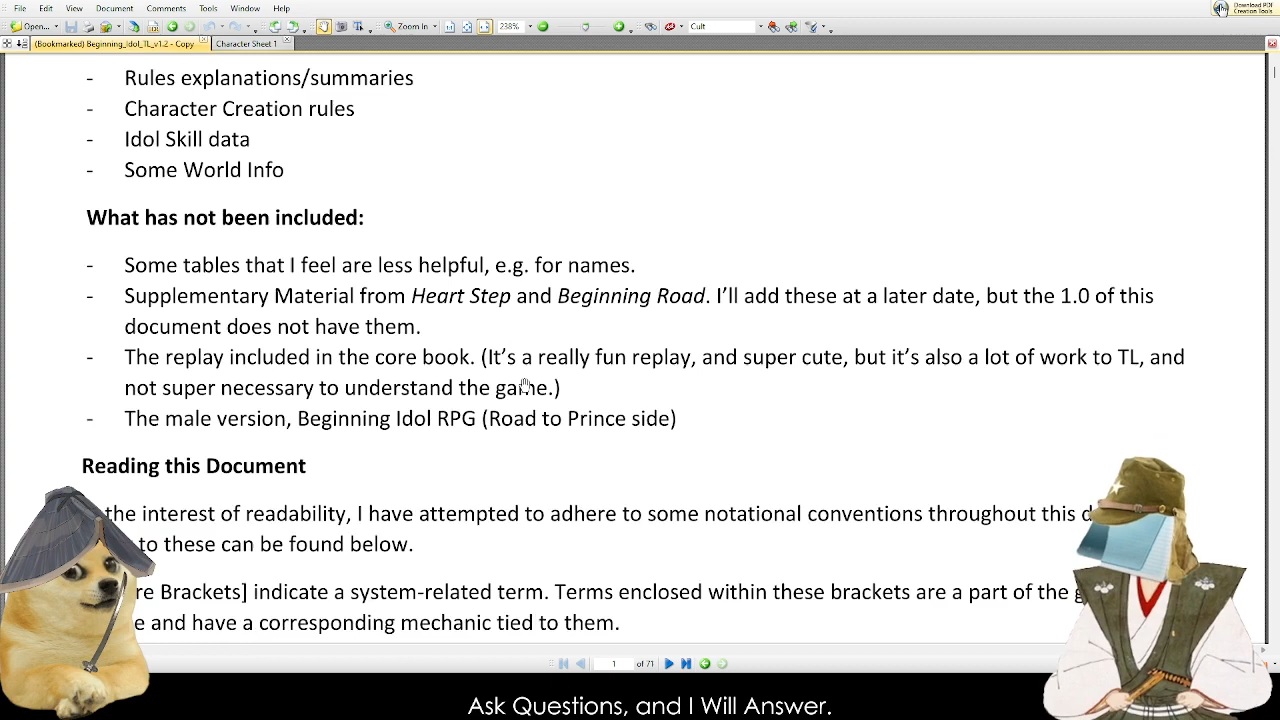 File Edit View Document Comments Tools Window Help
Download PDF
Creation Tools
Open... Zoom In 238% Cult
(Bookmarked) Beginning_Idol_TL_v1.2 - Copy Character Sheet 1
- Rules explanations/summaries
- Character Creation rules
- Idol Skill data
- Some World Info
What has not been included:
- Some tables that I feel are less helpful, e.g. for names.
- Supplementary Material from Heart Step and Beginning Road. I'll add these at a later date, but the 1.0 of this
document does not have them.
- The replay included in the core book. (It's a really fun replay, and super cute, but it's also a lot of work to TL, and
not super necessary to understand the game.)
- The male version, Beginning Idol RPG (Road to Prince side)
Reading this Document
the interest of readability, I have attempted to adhere to some notational conventions throughout this d
to these can be found below.
re Brackets] indicate a system-related term. Terms enclosed within these brackets are a part of the g
e and have a corresponding mechanic tied to them.
1 of 71
Ask Questions, and I Will Answer.